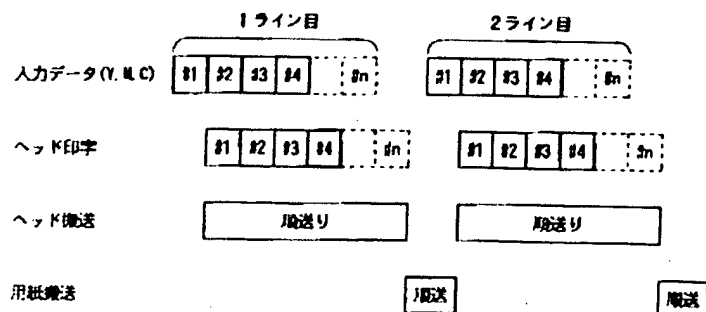 1ライン目 2ライン目
入力データ(Y. M. C) #1 #2 #3 #4 #n #1 #2 #3 #4 #n
ヘッド印字 #1 #2 #3 #4 #n #1 #2 #3 #4 #n
ヘッド搬送 順送り 順送り
用紙搬送 順送 順送